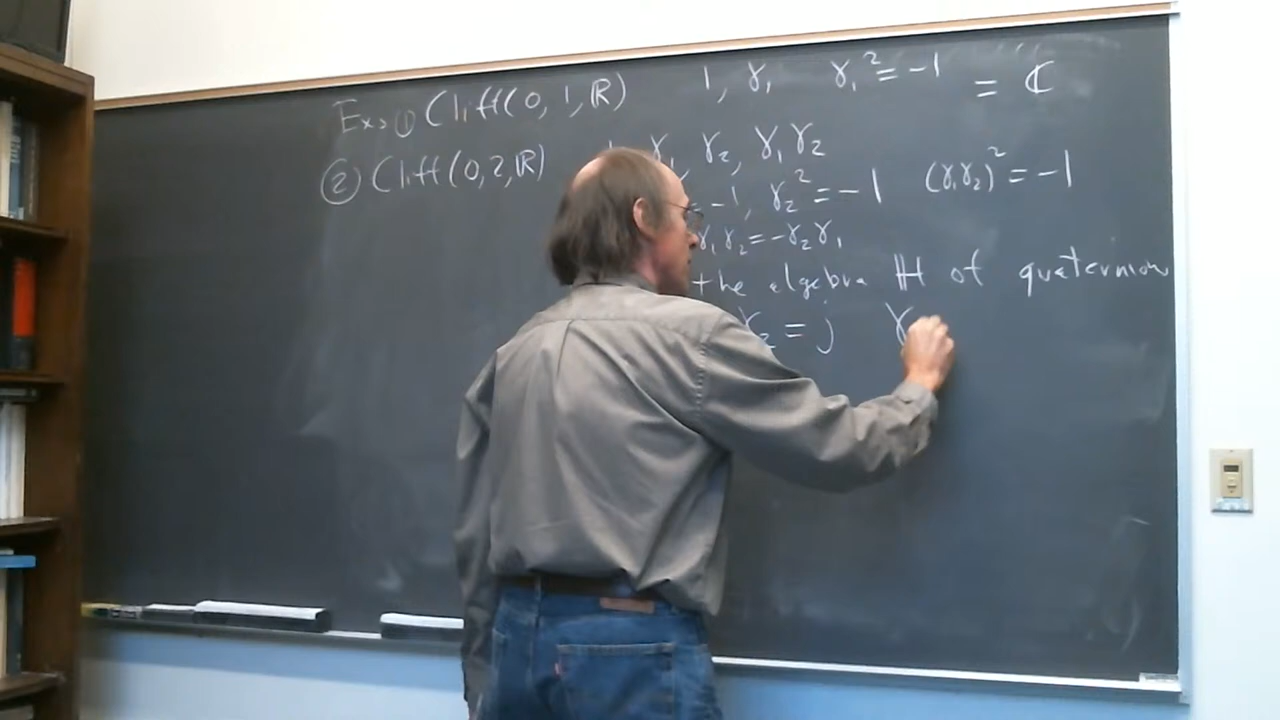 Exs ① Cliff(0, 1, ℝ) 1, γ₁ γ₁² = -1 = ℂ
② Cliff(0, 2, ℝ) γ₁, γ₂, γ₁γ₂
= -1, γ₂² = -1 (γ₁γ₂)² = -1
γ₁γ₂ = -γ₂γ₁
the algebra ℍ of quaternion
γ₂ = j γ